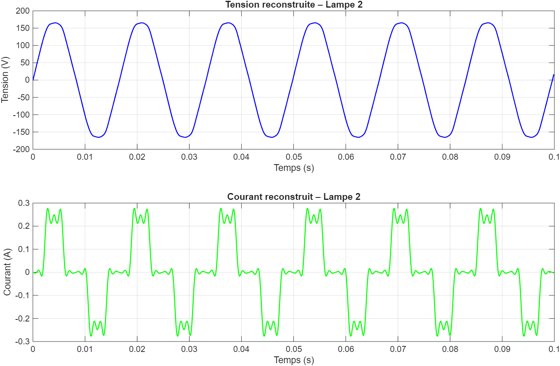 Tension reconstruite – Lampe 2
200
150
100
50
0
-50
-100
-150
-200
Tension (V)
0 0.01 0.02 0.03 0.04 0.05 0.06 0.07 0.08 0.09 0.1
Temps (s)
Courant reconstruit – Lampe 2
0.3
0.2
0.1
0
-0.1
-0.2
-0.3
Courant (A)
0 0.01 0.02 0.03 0.04 0.05 0.06 0.07 0.08 0.09 0.1
Temps (s)